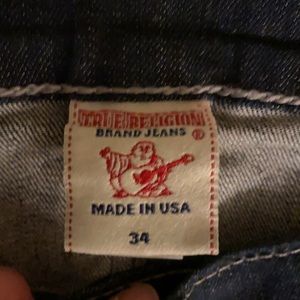 TRUE RELIGION
BRAND JEANS ®
MADE IN USA
34